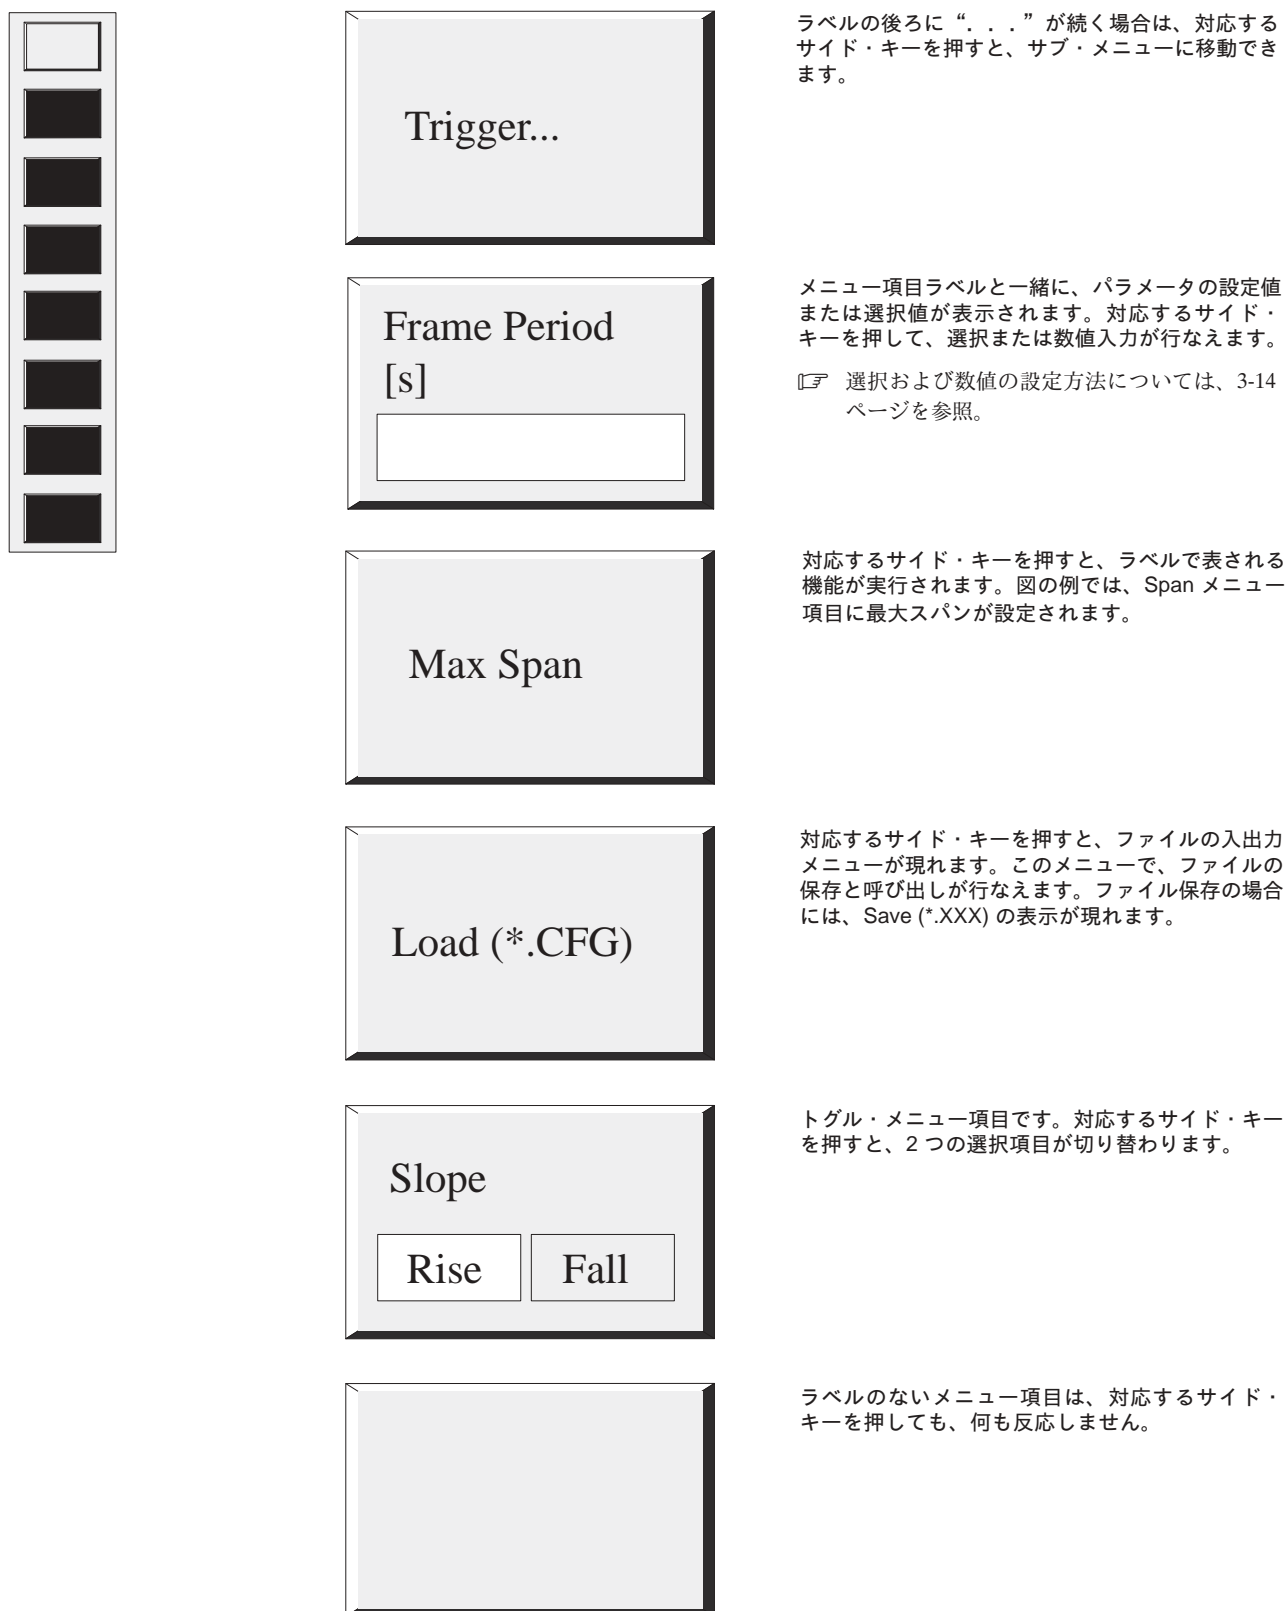 Trigger...
ラベルの後ろに“．．．”が続く場合は、対応する
サイド・キーを押すと、サブ・メニューに移動でき
ます。
Frame Period
[s]
メニュー項目ラベルと一緒に、パラメータの設定値
または選択値が表示されます。対応するサイド・
キーを押して、選択または数値入力が行なえます。
☞ 選択および数値の設定方法については、3-14
ページを参照。
Max Span
対応するサイド・キーを押すと、ラベルで表される
機能が実行されます。図の例では、Span メニュー
項目に最大スパンが設定されます。
Load (*.CFG)
対応するサイド・キーを押すと、ファイルの入出力
メニューが現れます。このメニューで、ファイルの
保存と呼び出しが行なえます。ファイル保存の場合
には、Save (*.XXX) の表示が現れます。
Slope
Rise Fall
トグル・メニュー項目です。対応するサイド・キー
を押すと、2 つの選択項目が切り替わります。
ラベルのないメニュー項目は、対応するサイド・
キーを押しても、何も反応しません。